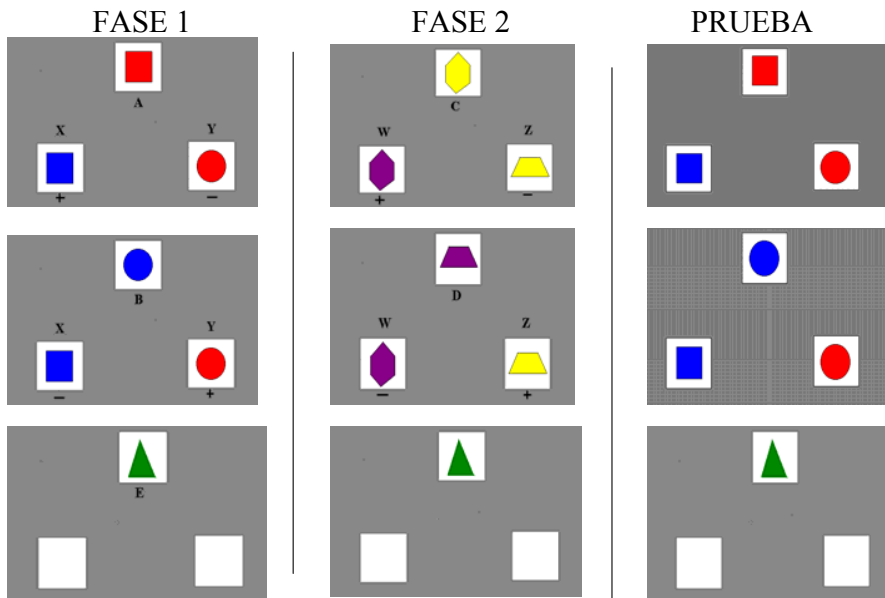 FASE 1
FASE 2
PRUEBA
A
X Y
+ −
B
X Y
− +
E
C
W Z
+ −
D
W Z
− +